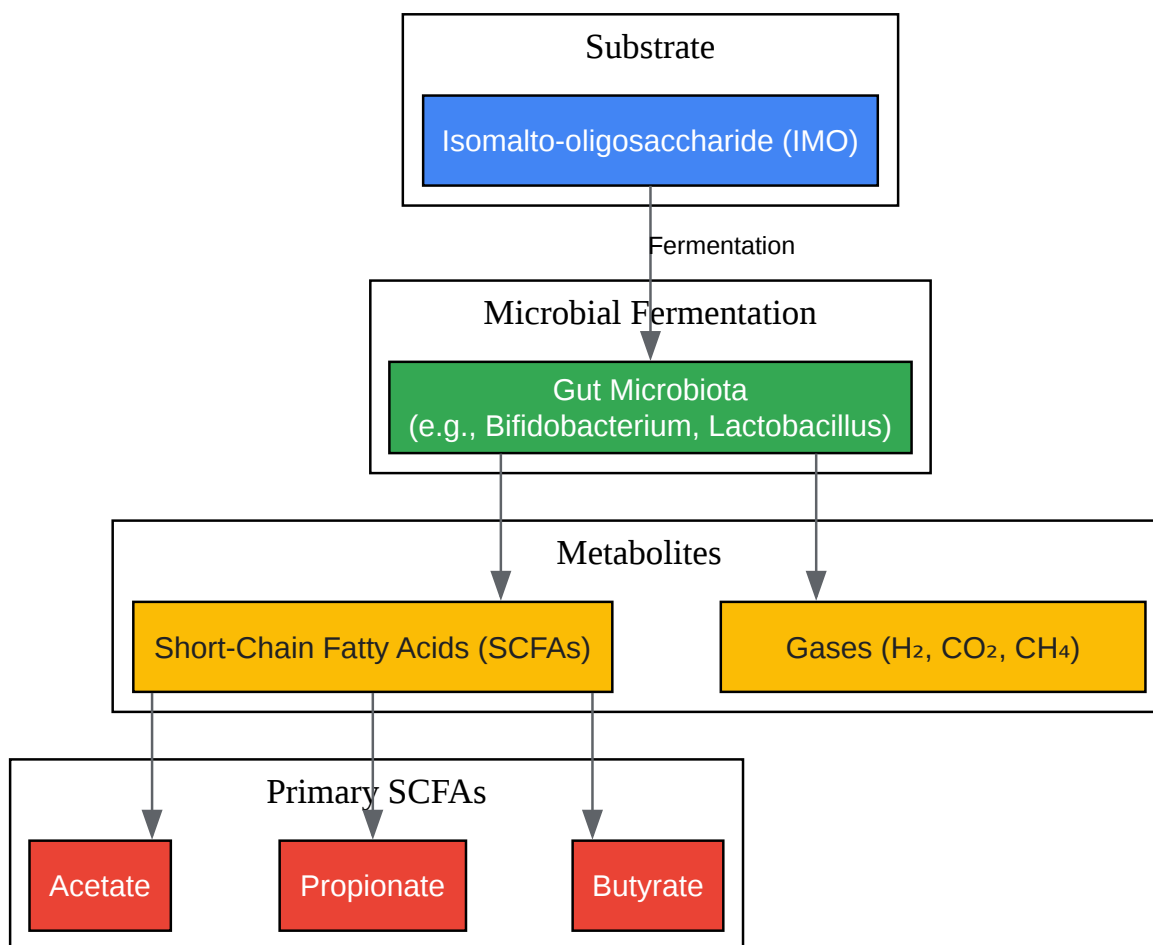 Substrate
Isomalto-oligosaccharide (IMO)
Fermentation
Microbial Fermentation
Gut Microbiota
(e.g., Bifidobacterium, Lactobacillus)
Metabolites
Short-Chain Fatty Acids (SCFAs)
Gases (H₂, CO₂, CH₄)
Primary SCFAs
Acetate
Propionate
Butyrate